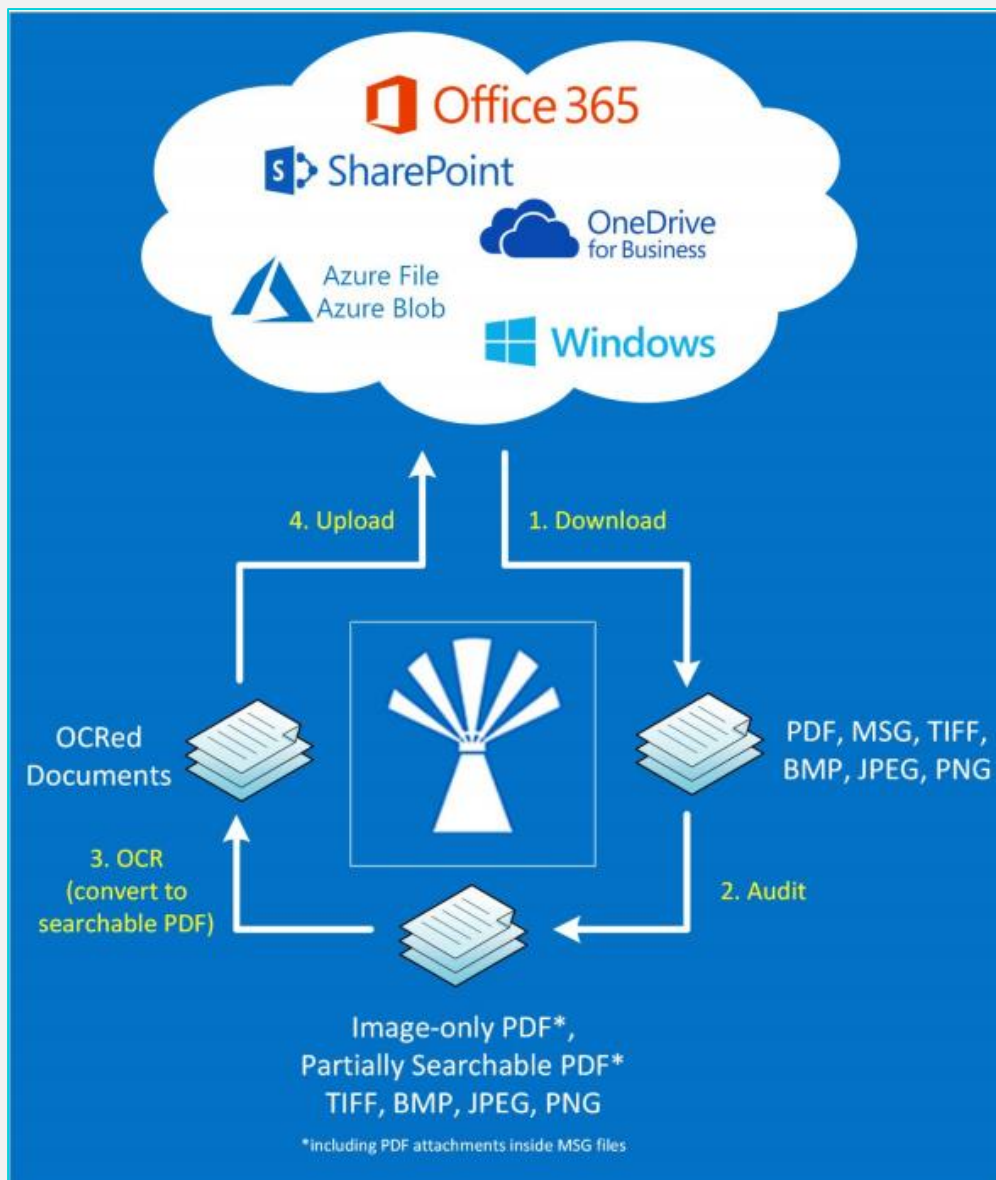 Office 365
SharePoint
OneDrive
for Business
Azure File
Azure Blob
Windows
4. Upload
1. Download
OCRed
Documents
PDF, MSG, TIFF,
BMP, JPEG, PNG
3. OCR
(convert to
searchable PDF)
2. Audit
Image-only PDF*,
Partially Searchable PDF*
TIFF, BMP, JPEG, PNG
*including PDF attachments inside MSG files